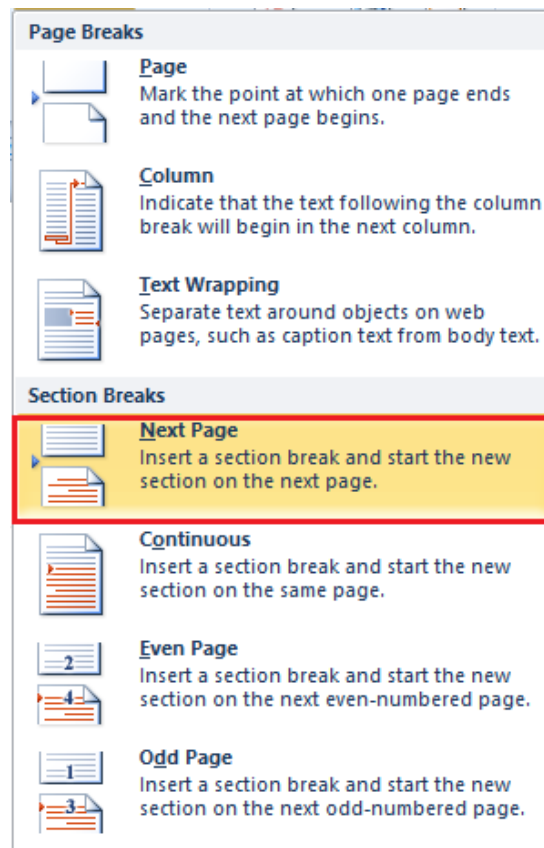 Page Breaks
Page
Mark the point at which one page ends
and the next page begins.
Column
Indicate that the text following the column
break will begin in the next column.
Text Wrapping
Separate text around objects on web
pages, such as caption text from body text.
Section Breaks
Next Page
Insert a section break and start the new
section on the next page.
Continuous
Insert a section break and start the new
section on the same page.
2
Even Page
Insert a section break and start the new
4
section on the next even-numbered page.
1
Odd Page
Insert a section break and start the new
3
section on the next odd-numbered page.